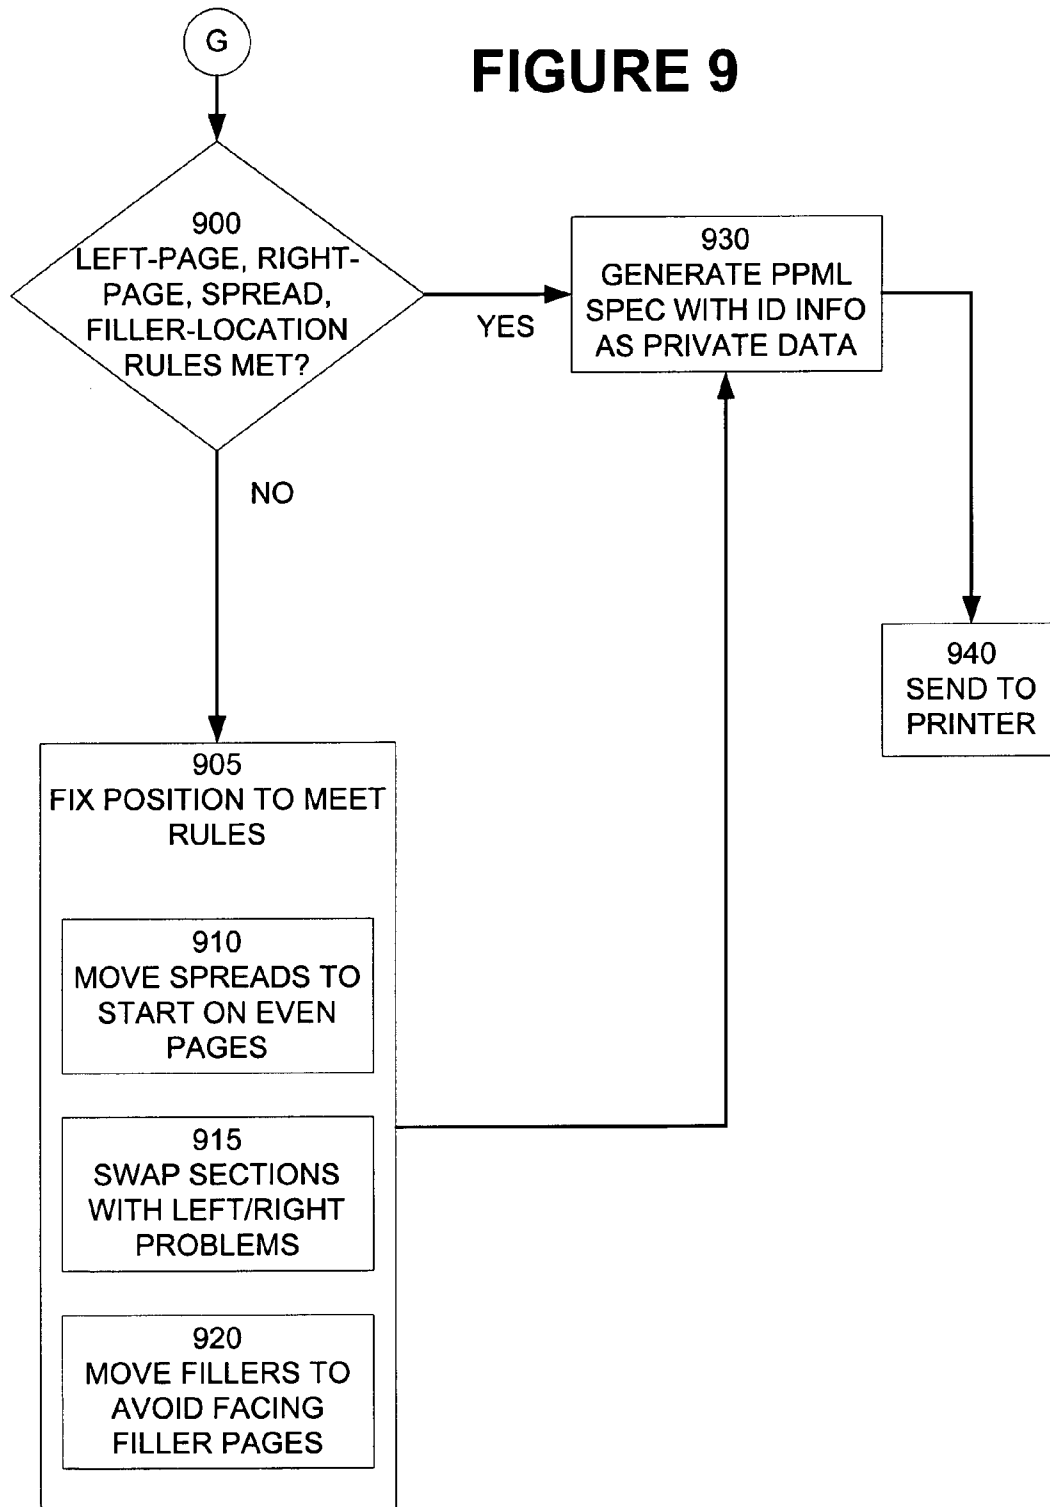 G
FIGURE 9
900
LEFT-PAGE, RIGHT-
PAGE, SPREAD,
FILLER-LOCATION
RULES MET?
YES
930
GENERATE PPML
SPEC WITH ID INFO
AS PRIVATE DATA
NO
940
SEND TO
PRINTER
905
FIX POSITION TO MEET
RULES
910
MOVE SPREADS TO
START ON EVEN
PAGES
915
SWAP SECTIONS
WITH LEFT/RIGHT
PROBLEMS
920
MOVE FILLERS TO
AVOID FACING
FILLER PAGES